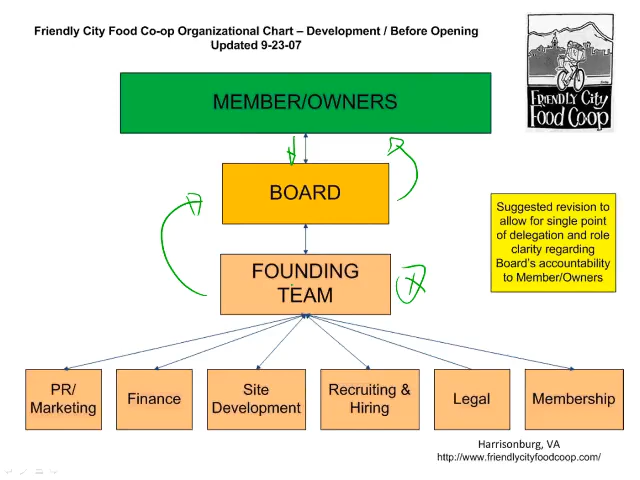 Friendly City Food Co-op Organizational Chart – Development / Before Opening
Updated 9-23-07
MEMBER/OWNERS
FRIENDLY CITY
FOOD COOP
BOARD
Suggested revision to
allow for single point
of delegation and role
clarity regarding
Board's accountability
to Member/Owners
FOUNDING
TEAM
PR/
Marketing
Finance
Site
Development
Recruiting &
Hiring
Legal
Membership
Harrisonburg, VA
http://www.friendlycityfoodcoop.com/